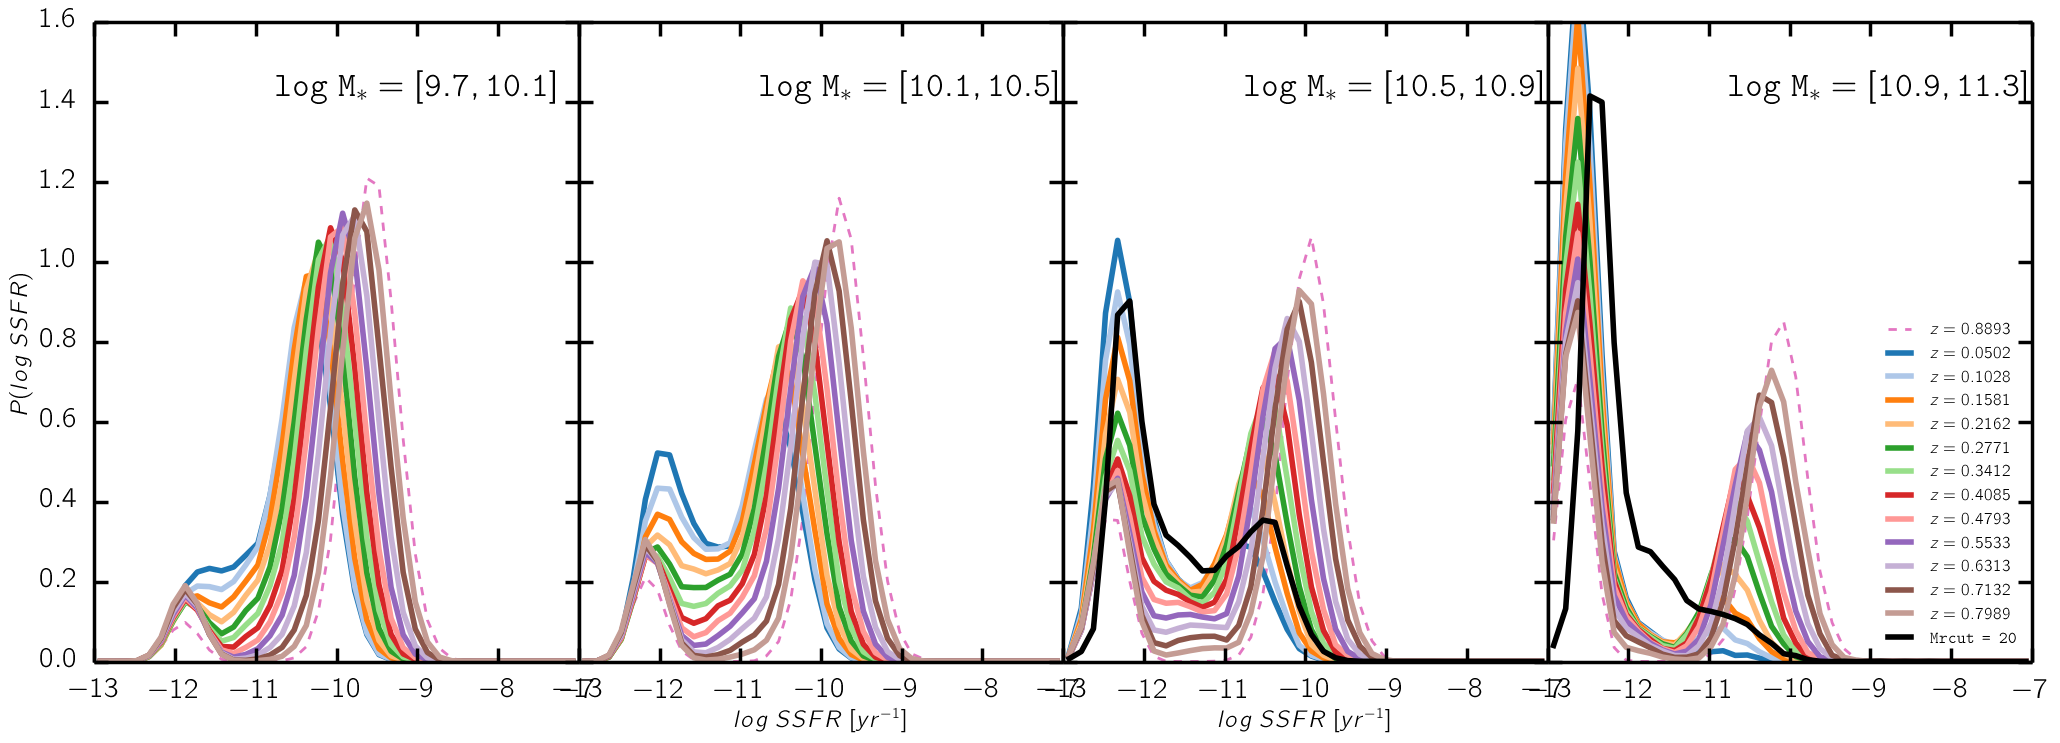 log M* = [9.7, 10.1]
log M* = [10.1, 10.5]
log M* = [10.5, 10.9]
log M* = [10.9, 11.3]
1.6
1.4
1.2
1.0
0.8
0.6
0.4
0.2
0.0
P(log SSFR)
z = 0.8893
z = 0.0502
z = 0.1028
z = 0.1581
z = 0.2162
z = 0.2771
z = 0.3412
z = 0.4085
z = 0.4793
z = 0.5533
z = 0.6313
z = 0.7132
z = 0.7989
Mrcut = 20
−13 −12 −11 −10 −9 −8 −7
−13 −12 −11 −10 −9 −8 −7
−13 −12 −11 −10 −9 −8 −7
−13 −12 −11 −10 −9 −8 −7
log SSFR [yr⁻¹]
log SSFR [yr⁻¹]